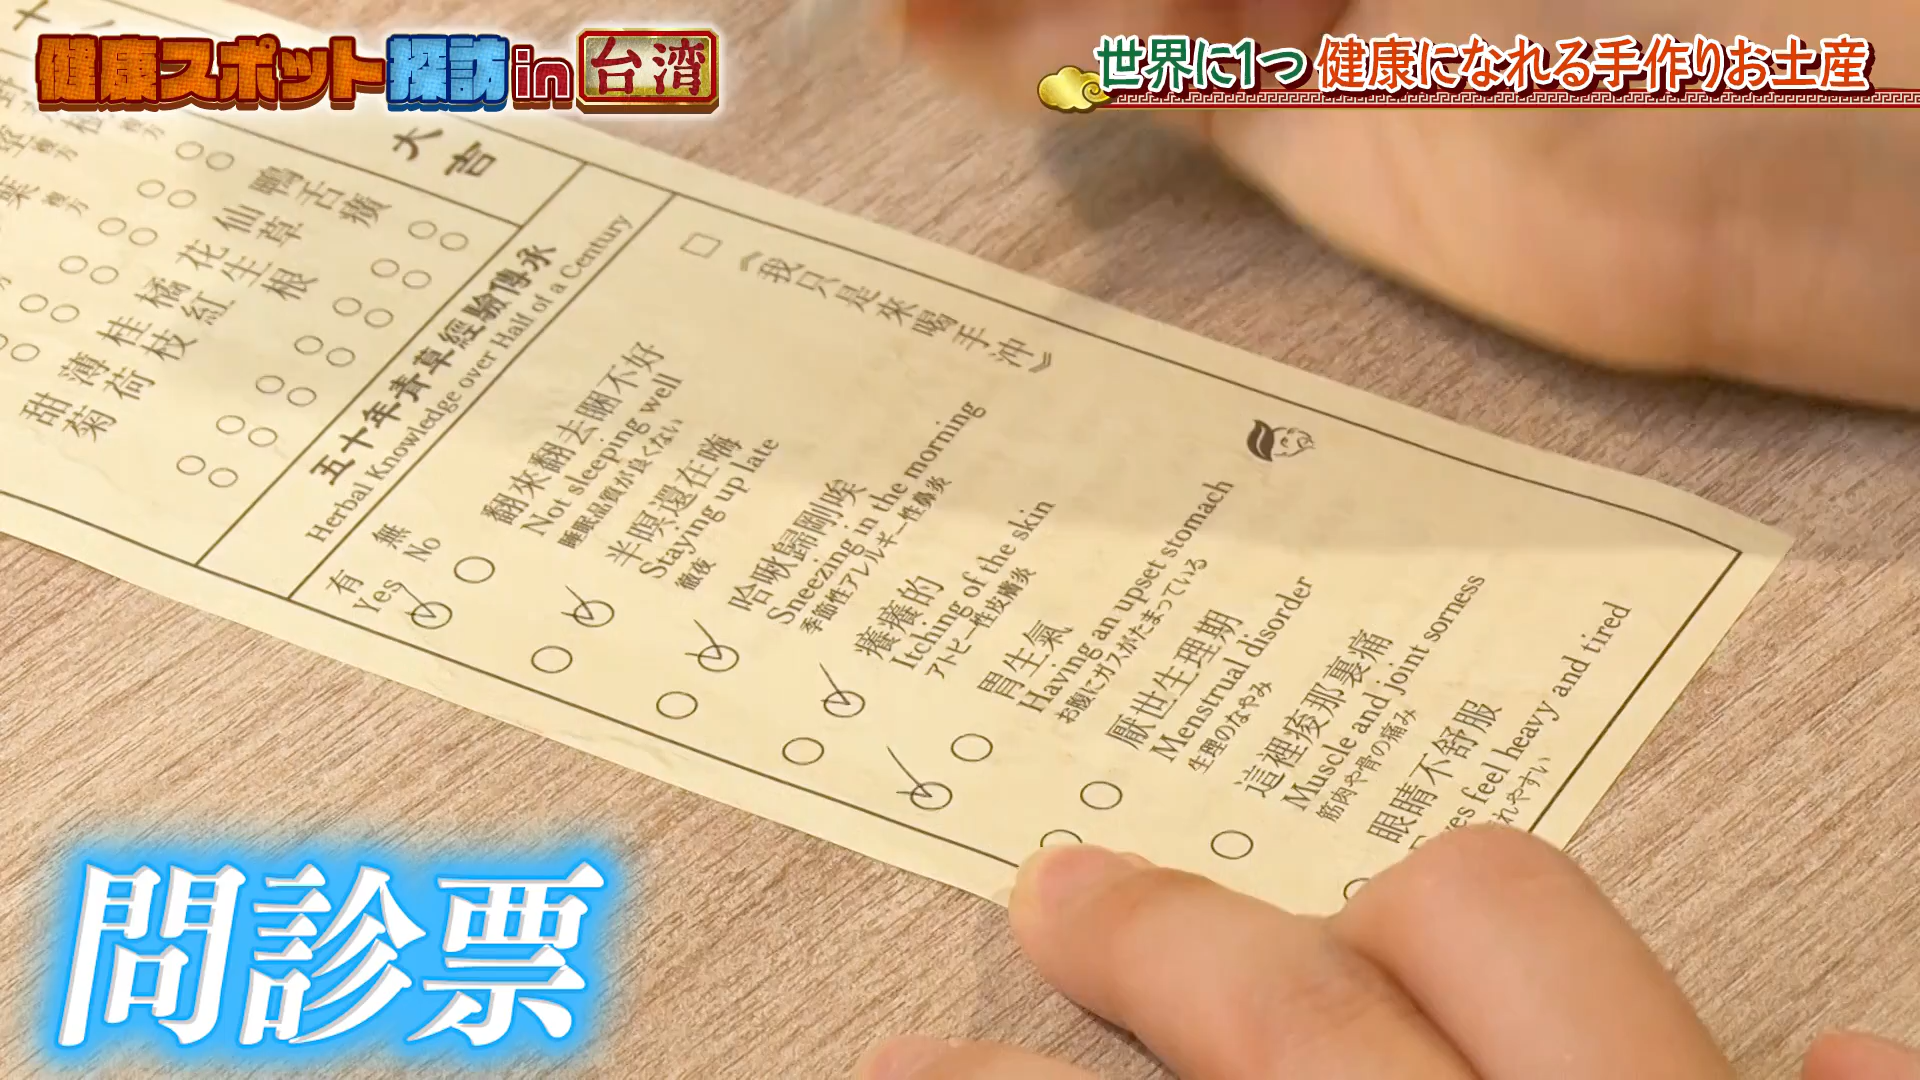 健康スポット探訪in台湾
世界に1つ 健康になれる手作りお土産
大吉
鴨舌癀
仙草
花生根
橘紅
桂枝
薄荷
甜菊
五十年青草經驗傳承
Herbal Knowledge over Half of a Century
《我只是來喝手沖》
有 無
Yes No
翻來翻去睏不好
Not sleeping well
睡眠品質が良くない
半暝還在嗨
Staying up late
徹夜
哈啾歸剛唉
Sneezing in the morning
季節性アレルギー性鼻炎
癢癢的
Itching of the skin
アトピー性皮膚炎
胃生氣
Having an upset stomach
お腹にガスがたまっている
厭世生理期
Menstrual disorder
生理のなやみ
這裡痠那裏痛
Muscle and joint sorness
筋肉や骨の痛み
眼睛不舒服
feel heavy and tired
れやすい
問診票